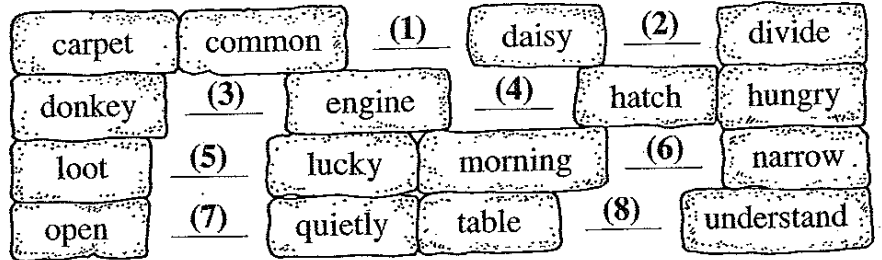 carpet common (1) daisy (2) divide
donkey (3) engine (4) hatch hungry
loot (5) lucky morning (6) narrow
open (7) quietly table (8) understand